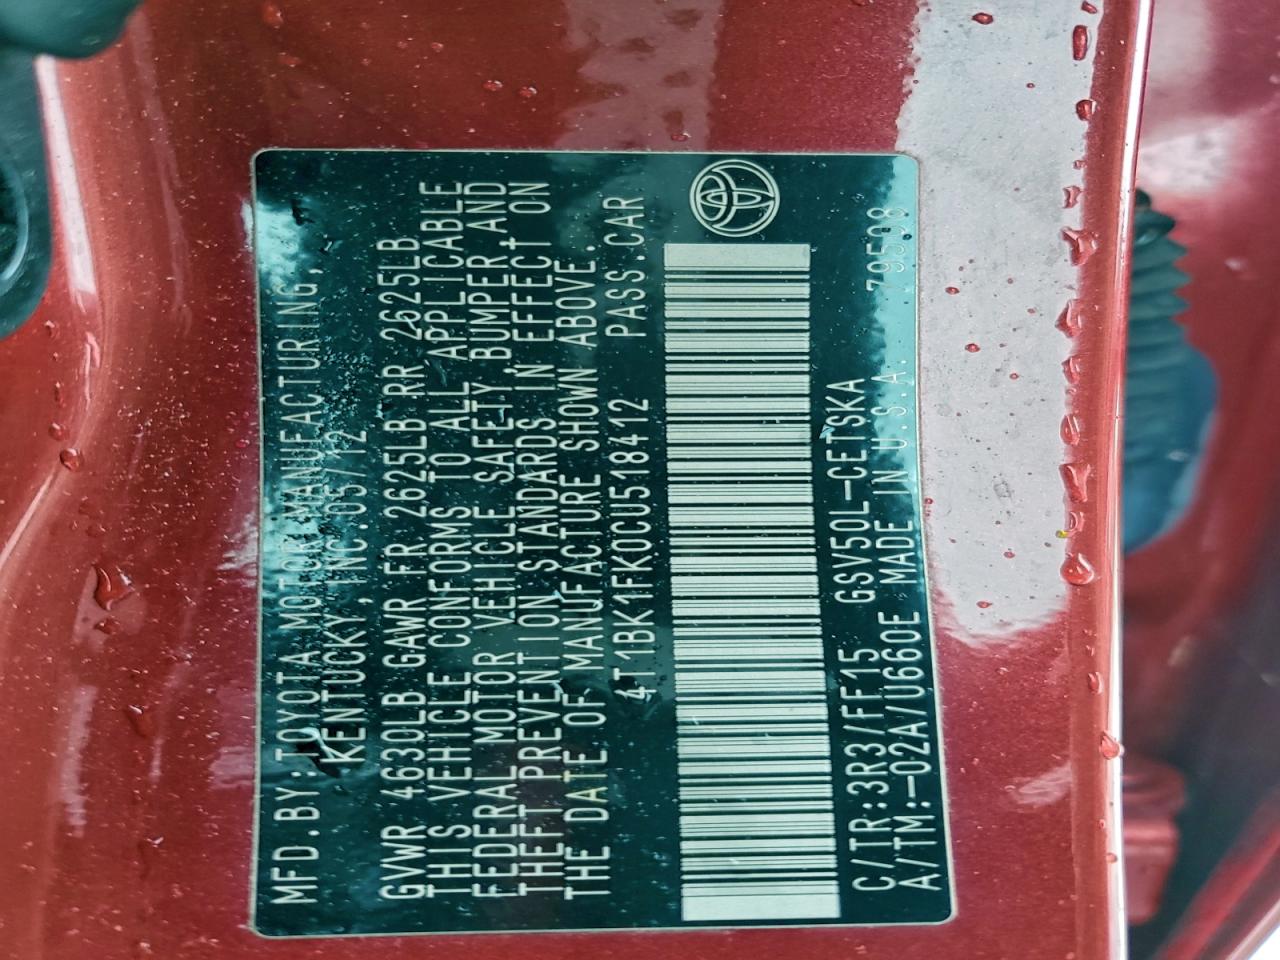 MFD.BY:TOYOTA MOTOR MANUFACTURING,
KENTUCKY,INC.05/12
GVWR 4630LB GAWR FR 2625LB RR 2625LB
THIS VEHICLE CONFORMS TO ALL APPLICABLE
FEDERAL MOTOR VEHICLE SAFETY, BUMPER, AND
THEFT PREVENTION STANDARDS IN EFFECT ON
THE DATE OF MANUFACTURE SHOWN ABOVE.
4T1BK1FK0CU518412 PASS.CAR
C/TR:3R3/FF15 GSV50L-CETSKA
A/TM:-02A/U660E MADE IN U.S.A.